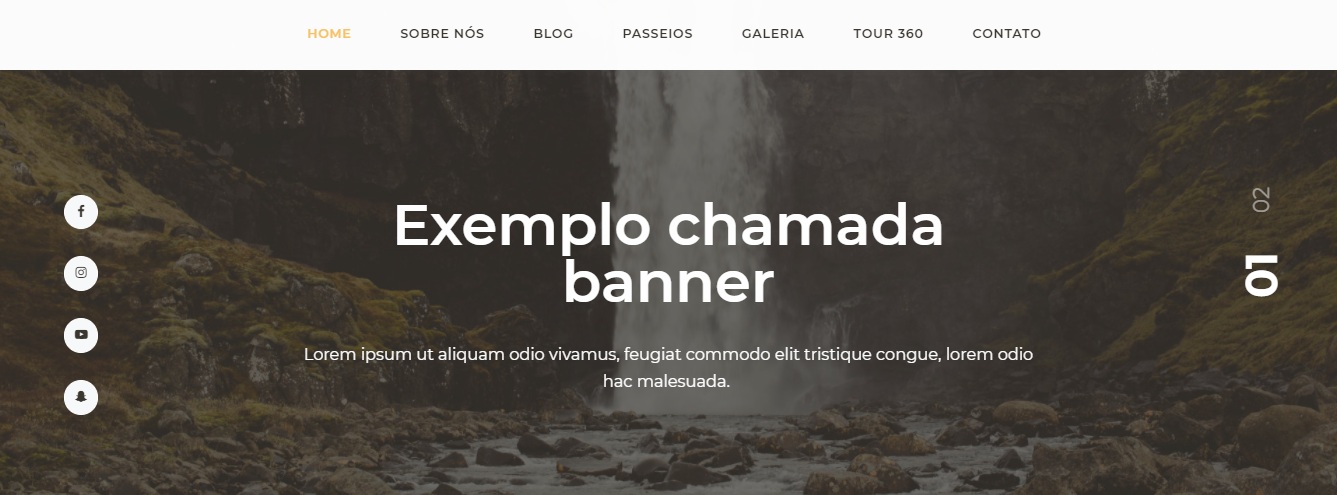 HOME SOBRE NÓS BLOG PASSEIOS GALERIA TOUR 360 CONTATO
Exemplo chamada
banner
Lorem ipsum ut aliquam odio vivamus, feugiat commodo elit tristique congue, lorem odio
hac malesuada.
02
01